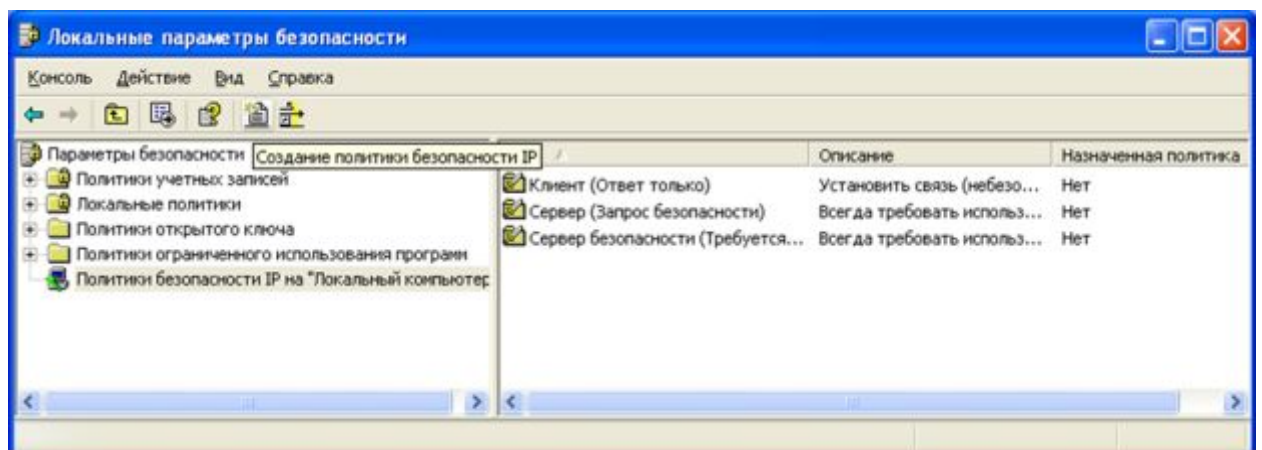 Локальные параметры безопасности
Консоль Действие Вид Справка
Параметры безопасности
Создание политики безопасности IP
Описание Назначенная политика
Политики учетных записей
Локальные политики
Политики открытого ключа
Политики ограниченного использования программ
Политики безопасности IP на "Локальный компьютер
Клиент (Ответ только) Установить связь (небезо... Нет
Сервер (Запрос безопасности) Всегда требовать использ... Нет
Сервер безопасности (Требуется... Всегда требовать использ... Нет